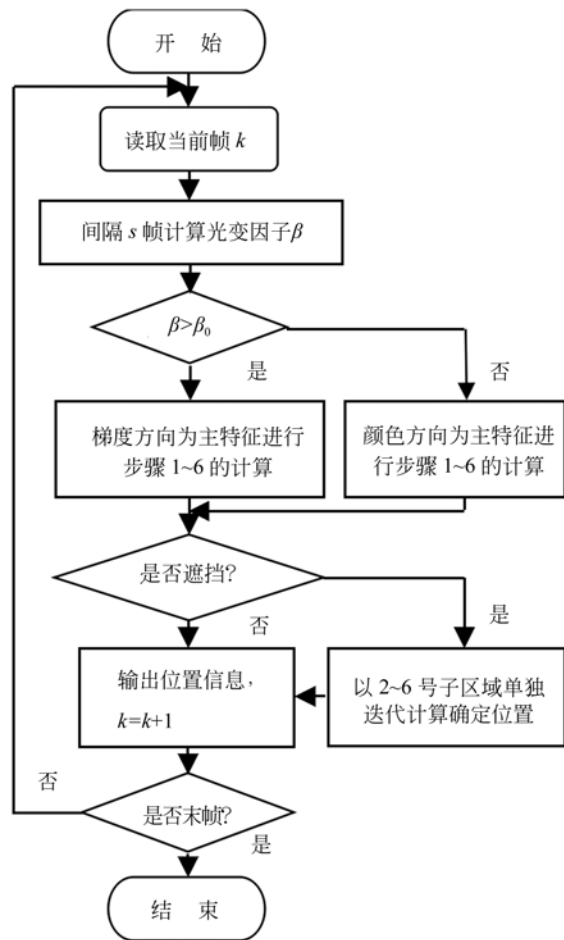 开 始
读取当前帧 k
间隔 s 帧计算光变因子β
β>β₀
是
否
梯度方向为主特征进行
步骤 1~6 的计算
颜色方向为主特征进
行步骤 1~6 的计算
是否遮挡?
否
是
输出位置信息,
k=k+1
以 2~6 号子区域单独
迭代计算确定位置
否
是否末帧?
是
结 束